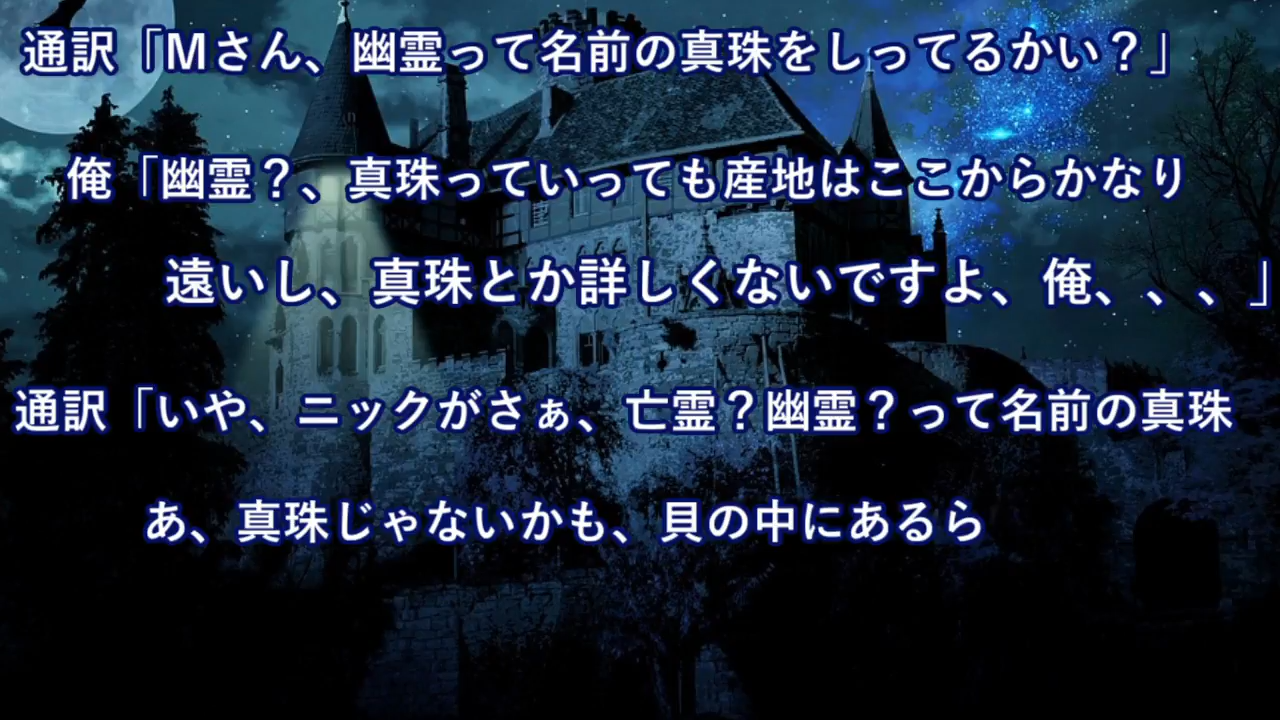 通訳「Mさん、幽霊って名前の真珠をしってるかい？」
俺「幽霊？、真珠っていっても産地はここからかなり
遠いし、真珠とか詳しくないですよ、俺、、、」
通訳「いや、ニックがさぁ、亡霊？幽霊？って名前の真珠
あ、真珠じゃないかも、貝の中にあるら